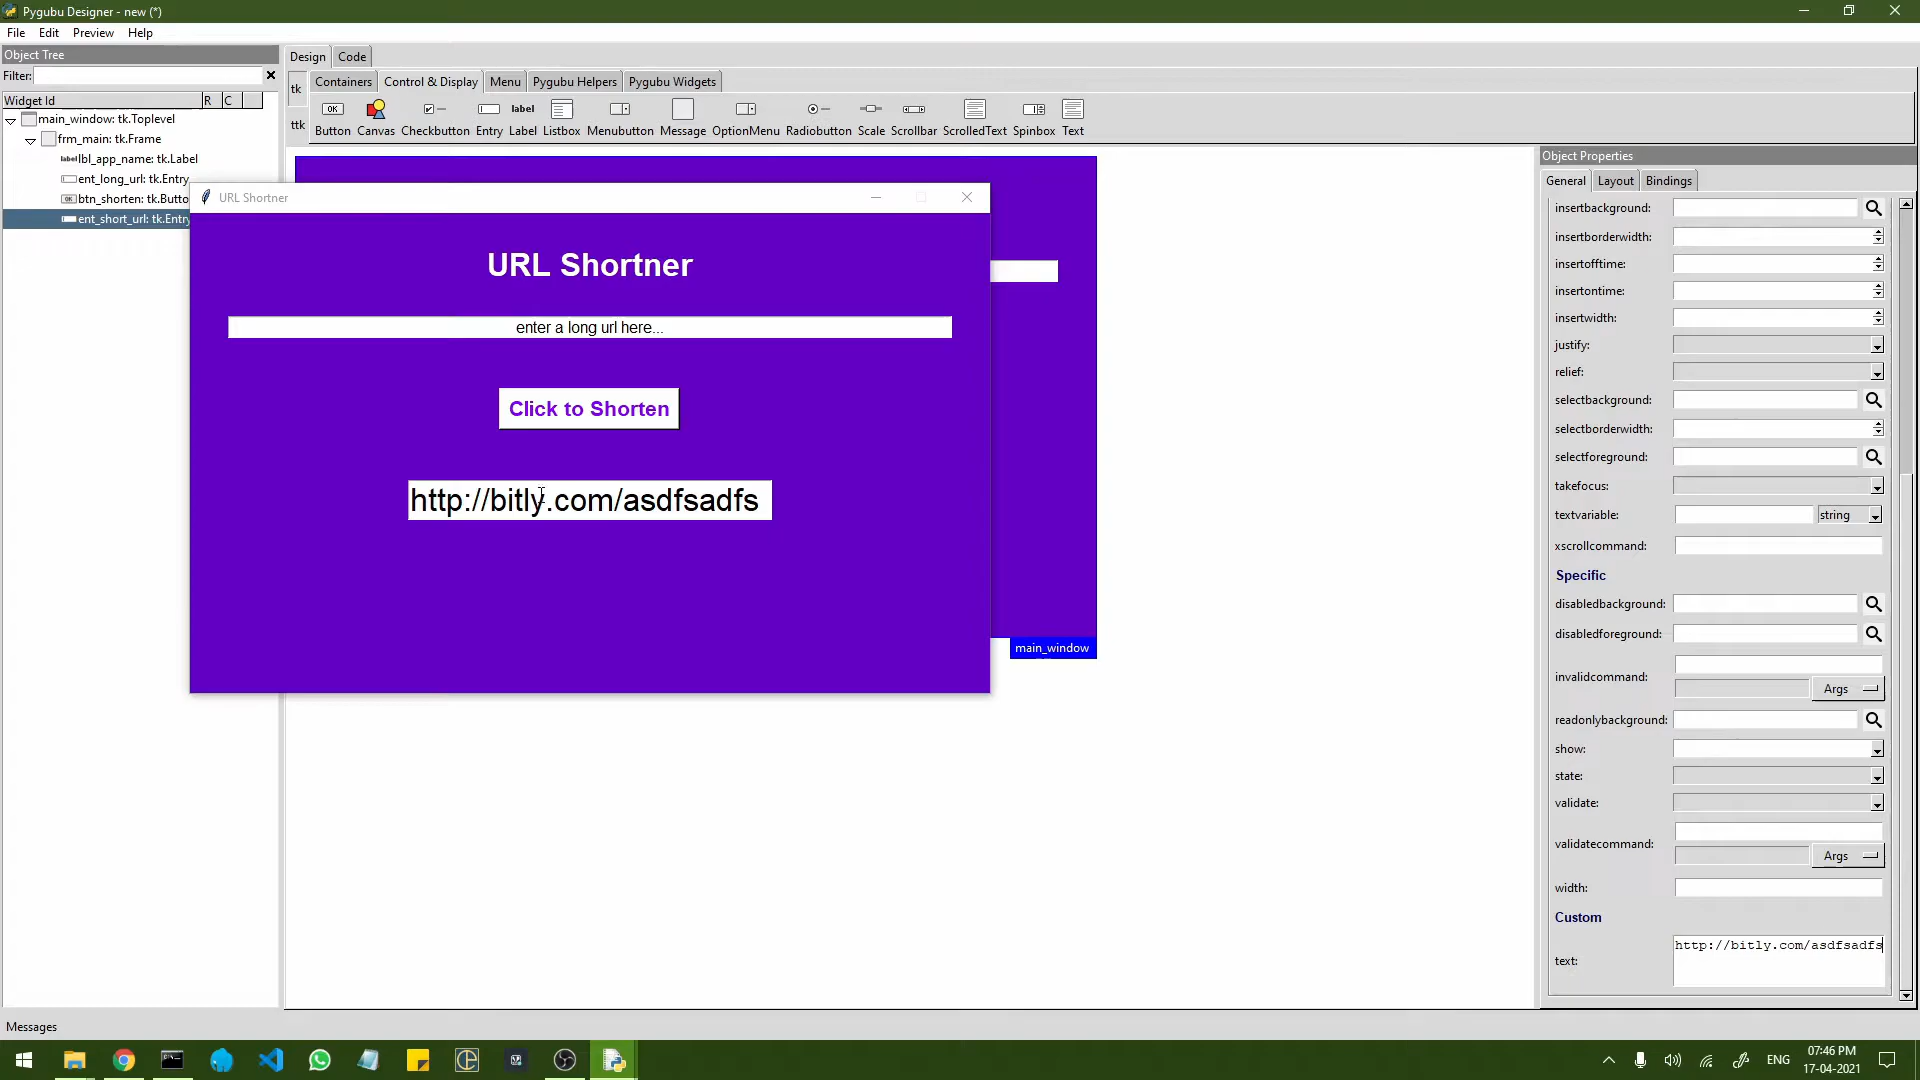 Pygubu Designer - new (*)
File Edit Preview Help
Object Tree
Filter:
Widget Id R C
main_window: tk.Toplevel
frm_main: tk.Frame
label lbl_app_name: tk.Label
ent_long_url: tk.Entry
OK btn_shorten: tk.Butto
ent_short_url: tk.Entry
Design Code
tk
ttk
Containers Control & Display Menu Pygubu Helpers Pygubu Widgets
OK label
Button Canvas Checkbutton Entry Label Listbox Menubutton Message OptionMenu Radiobutton Scale Scrollbar ScrolledText Spinbox Text
URL Shortner
URL Shortner
enter a long url here...
Click to Shorten
http://bitly.com/asdfsadfs
main_window
Object Properties
General Layout Bindings
insertbackground:
insertborderwidth:
insertofftime:
insertontime:
insertwidth:
justify:
relief:
selectbackground:
selectborderwidth:
selectforeground:
takefocus:
textvariable: string
xscrollcommand:
Specific
disabledbackground:
disabledforeground:
invalidcommand:
Args
readonlybackground:
show:
state:
validate:
validatecommand:
Args
width:
Custom
http://bitly.com/asdfsadfs
text:
Messages
ENG
07:46 PM
17-04-2021